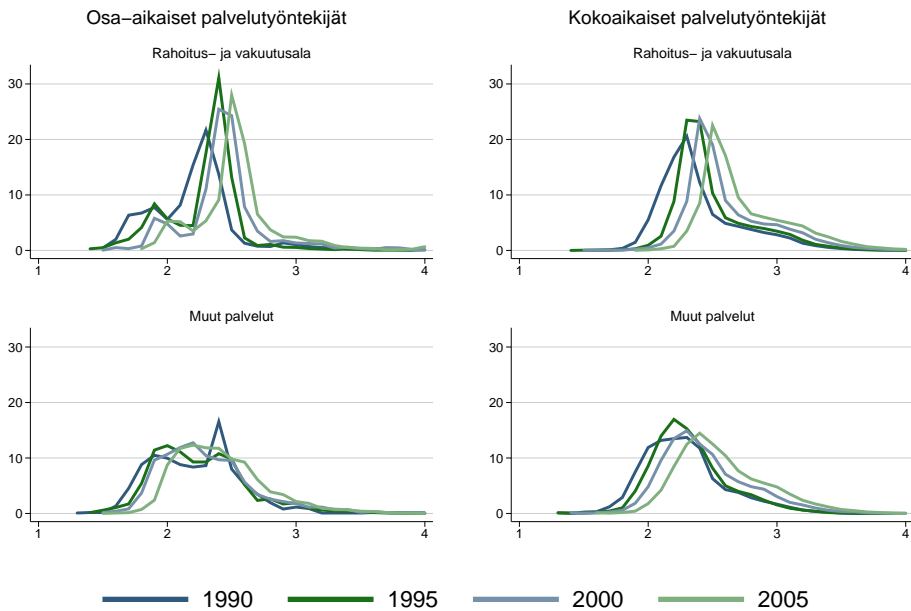 Osa–aikaiset palvelutyöntekijät
Kokoaikaiset palvelutyöntekijät
Rahoitus– ja vakuutusala
Rahoitus– ja vakuutusala
30
20
10
0
1 2 3 4
30
20
10
0
1 2 3 4
Muut palvelut
Muut palvelut
30
20
10
0
1 2 3 4
30
20
10
0
1 2 3 4
1990 1995 2000 2005